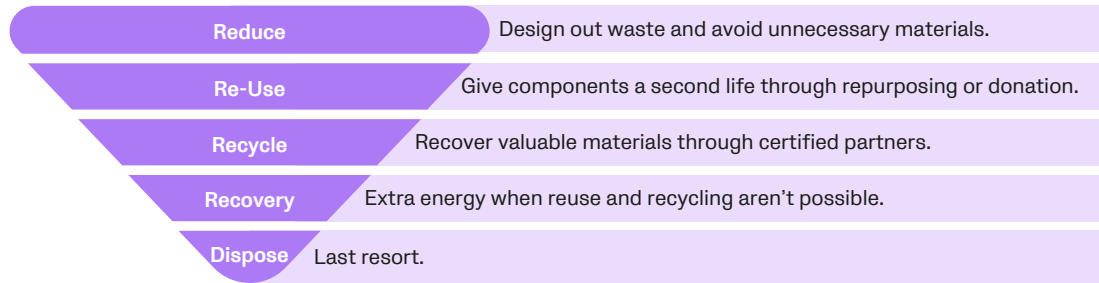 Reduce Design out waste and avoid unnecessary materials.
Re-Use Give components a second life through repurposing or donation.
Recycle Recover valuable materials through certified partners.
Recovery Extra energy when reuse and recycling aren’t possible.
Dispose Last resort.